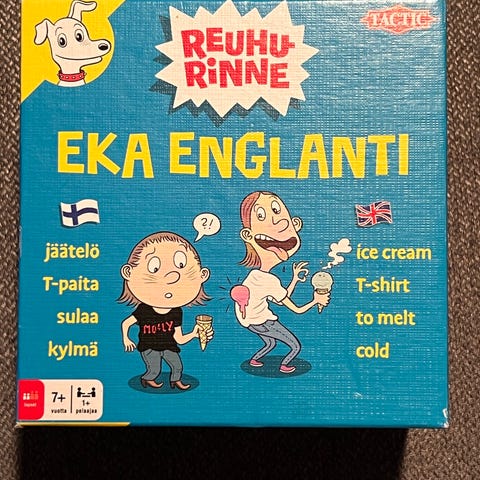 TACTIC
REUHU-
RINNE
EKA ENGLANTI
?!
jäätelö
T-paita
sulaa
kylmä
MOLLY
ice cream
T-shirt
to melt
cold
7+
vuotta
1+
pelaajaa